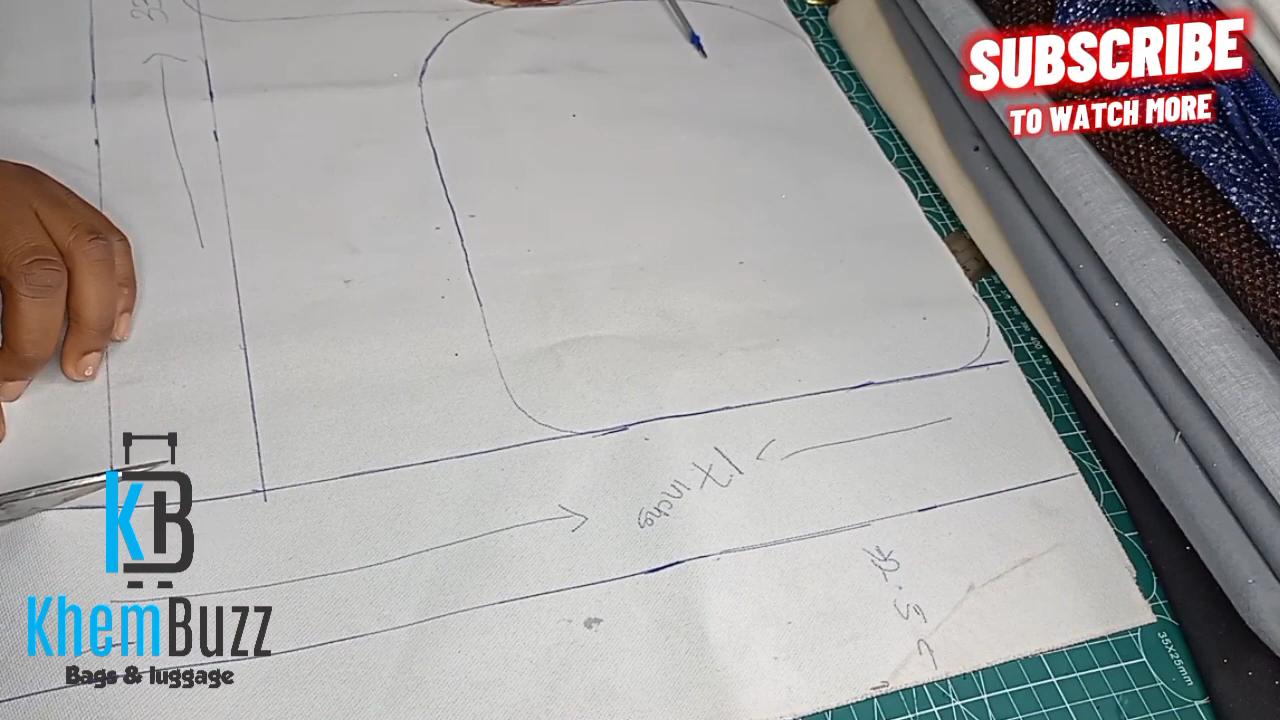 SUBSCRIBE
TO WATCH MORE
17 inches
KB
KhemBuzz
Bags & luggage
35X25mm